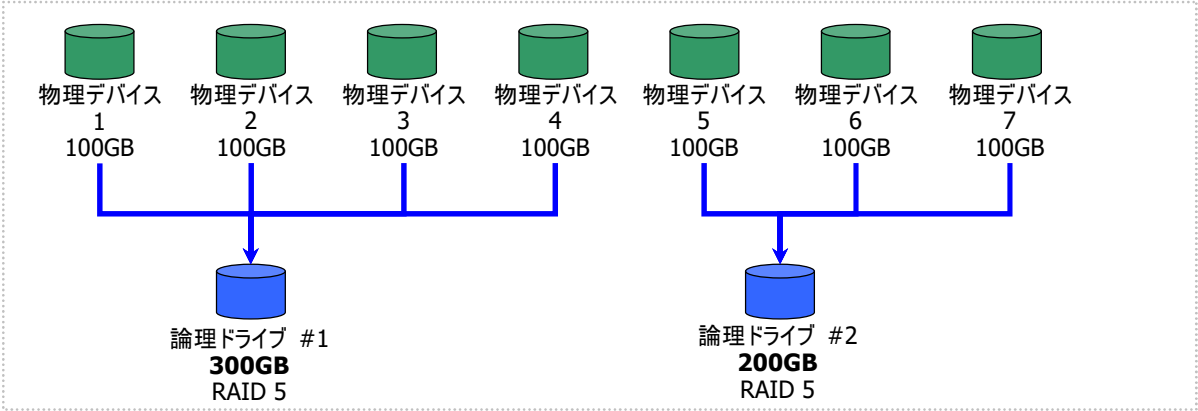 物理デバイス 物理デバイス 物理デバイス 物理デバイス 物理デバイス 物理デバイス 物理デバイス
1 2 3 4 5 6 7
100GB 100GB 100GB 100GB 100GB 100GB 100GB
論理ドライブ #1 論理ドライブ #2
300GB 200GB
RAID 5 RAID 5